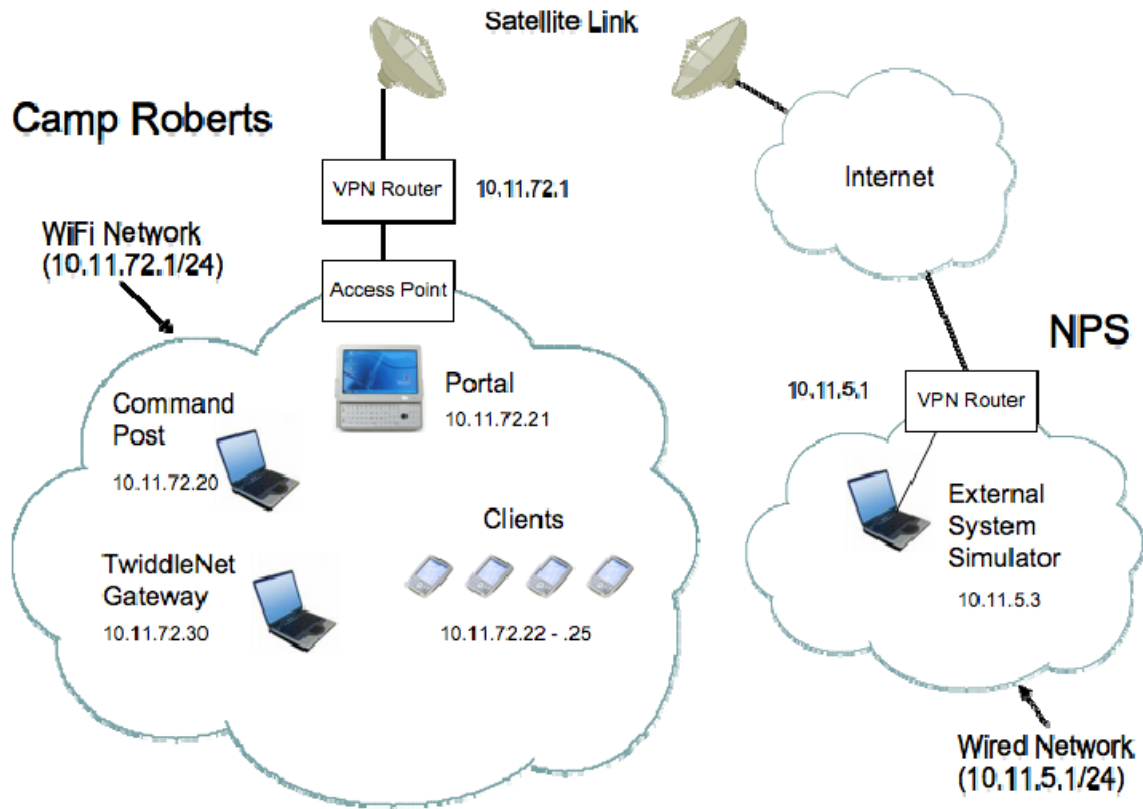 Satellite Link
Camp Roberts
VPN Router
10.11.72.1
Internet
WiFi Network
(10.11.72.1/24)
Access Point
NPS
Portal
10.11.72.21
10.11.5.1
VPN Router
Command
Post
10.11.72.20
External
System
Simulator
10.11.5.3
Clients
10.11.72.22 - .25
TwiddleNet
Gateway
10.11.72.30
Wired Network
(10.11.5.1/24)